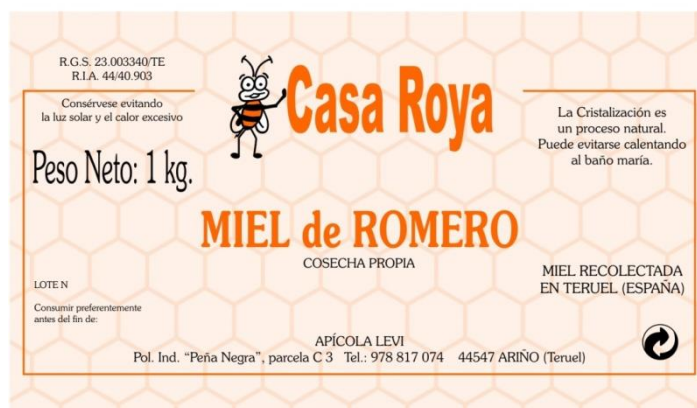 R.G.S. 23.003340/TE
R.I.A. 44/40.903
Consérvese evitando
la luz solar y el calor excesivo
Peso Neto: 1 kg.
Casa Roya
La Cristalización es
un proceso natural.
Puede evitarse calentando
al baño maría.
MIEL de ROMERO
COSECHA PROPIA
MIEL RECOLECTADA
EN TERUEL (ESPAÑA)
LOTE N
Consumir preferentemente
antes del fin de:
APÍCOLA LEVI
Pol. Ind. “Peña Negra”, parcela C 3 Tel.: 978 817 074 44547 ARIÑO (Teruel)